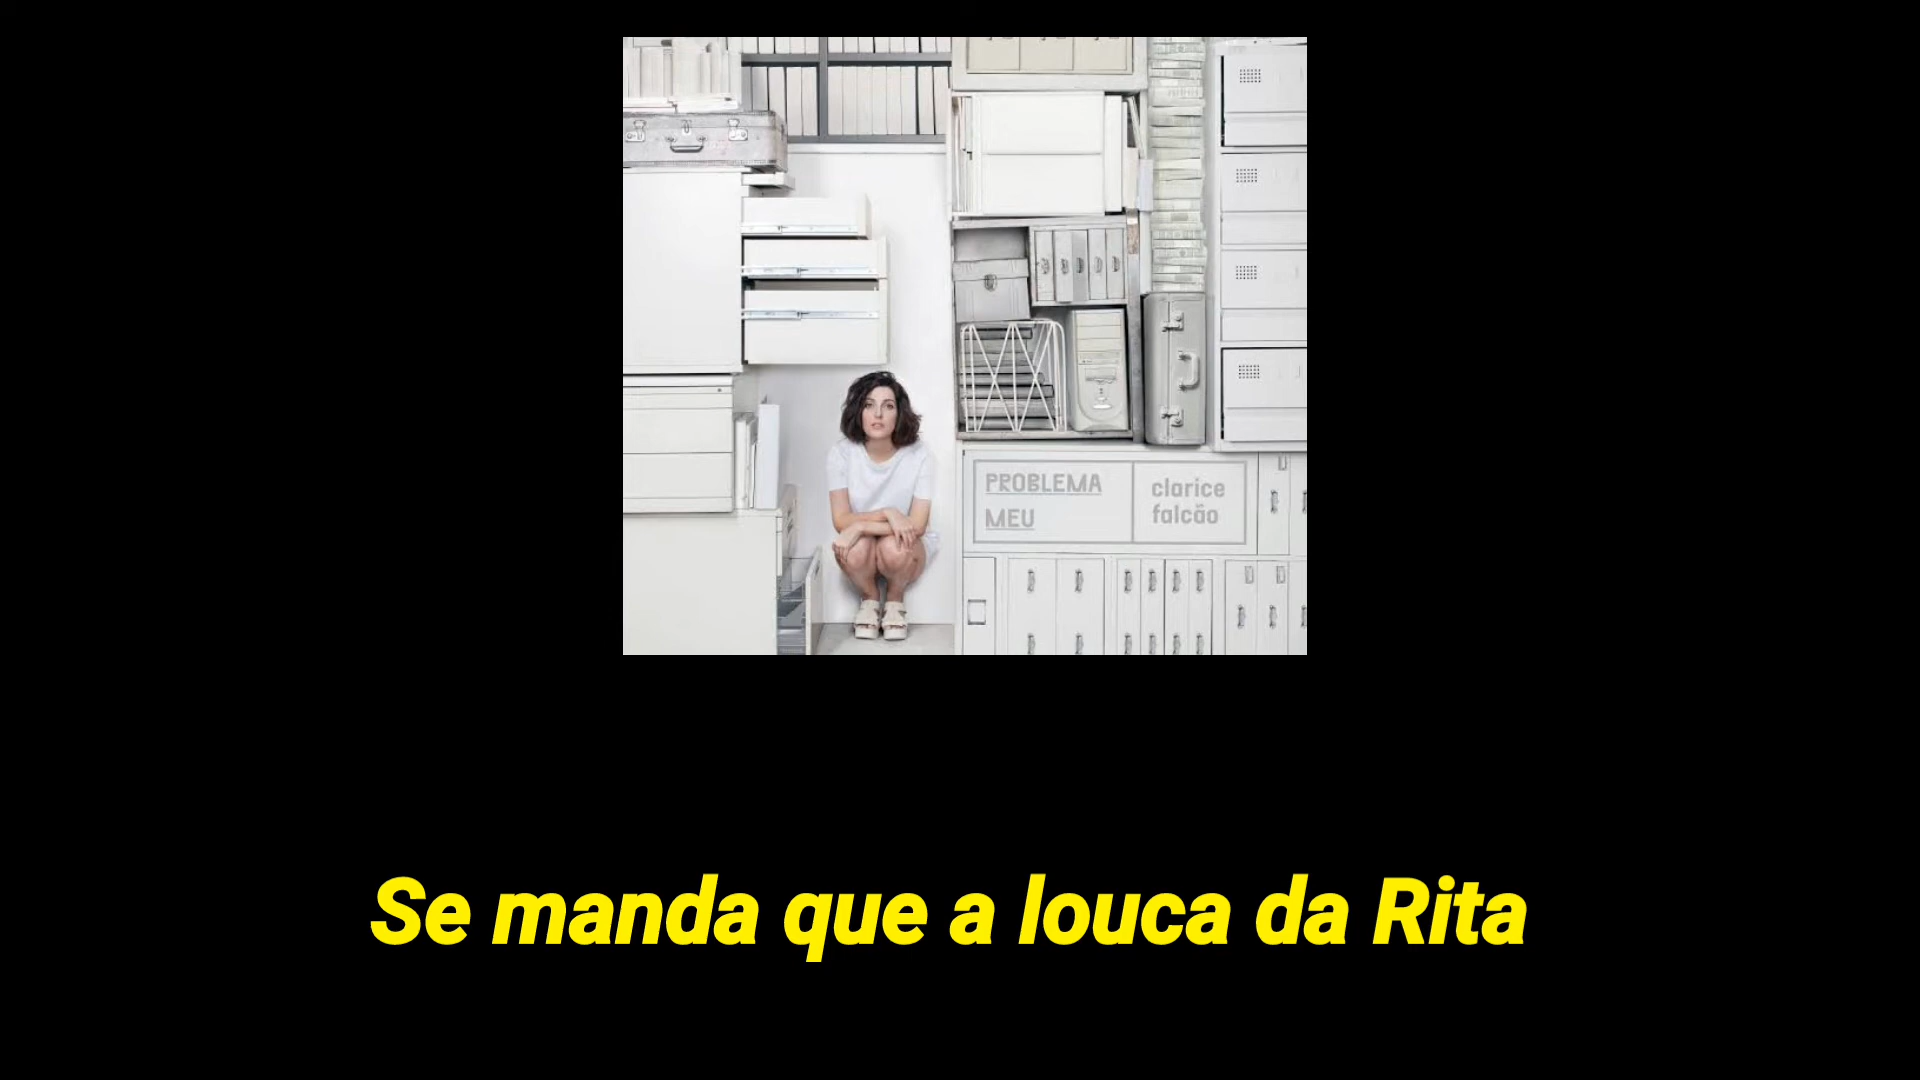 PROBLEMA
MEU
clarice
falcão
Se manda que a louca da Rita